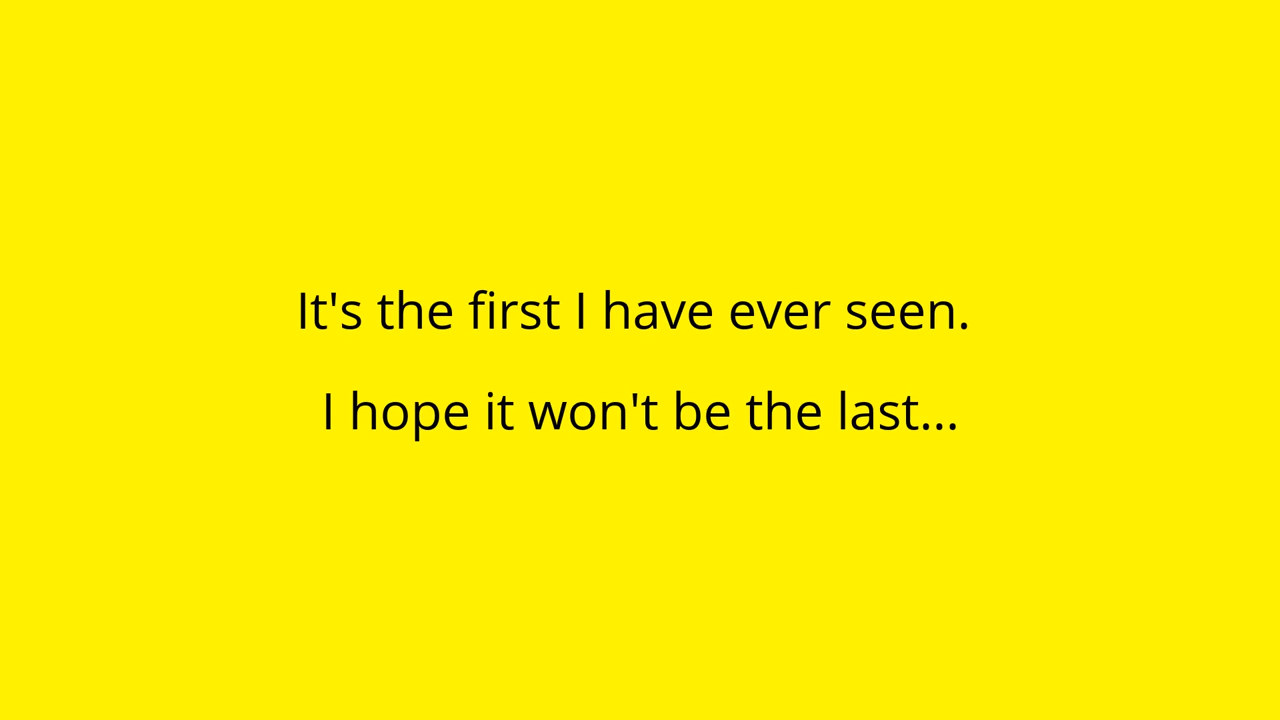 It's the first I have ever seen.
I hope it won't be the last...